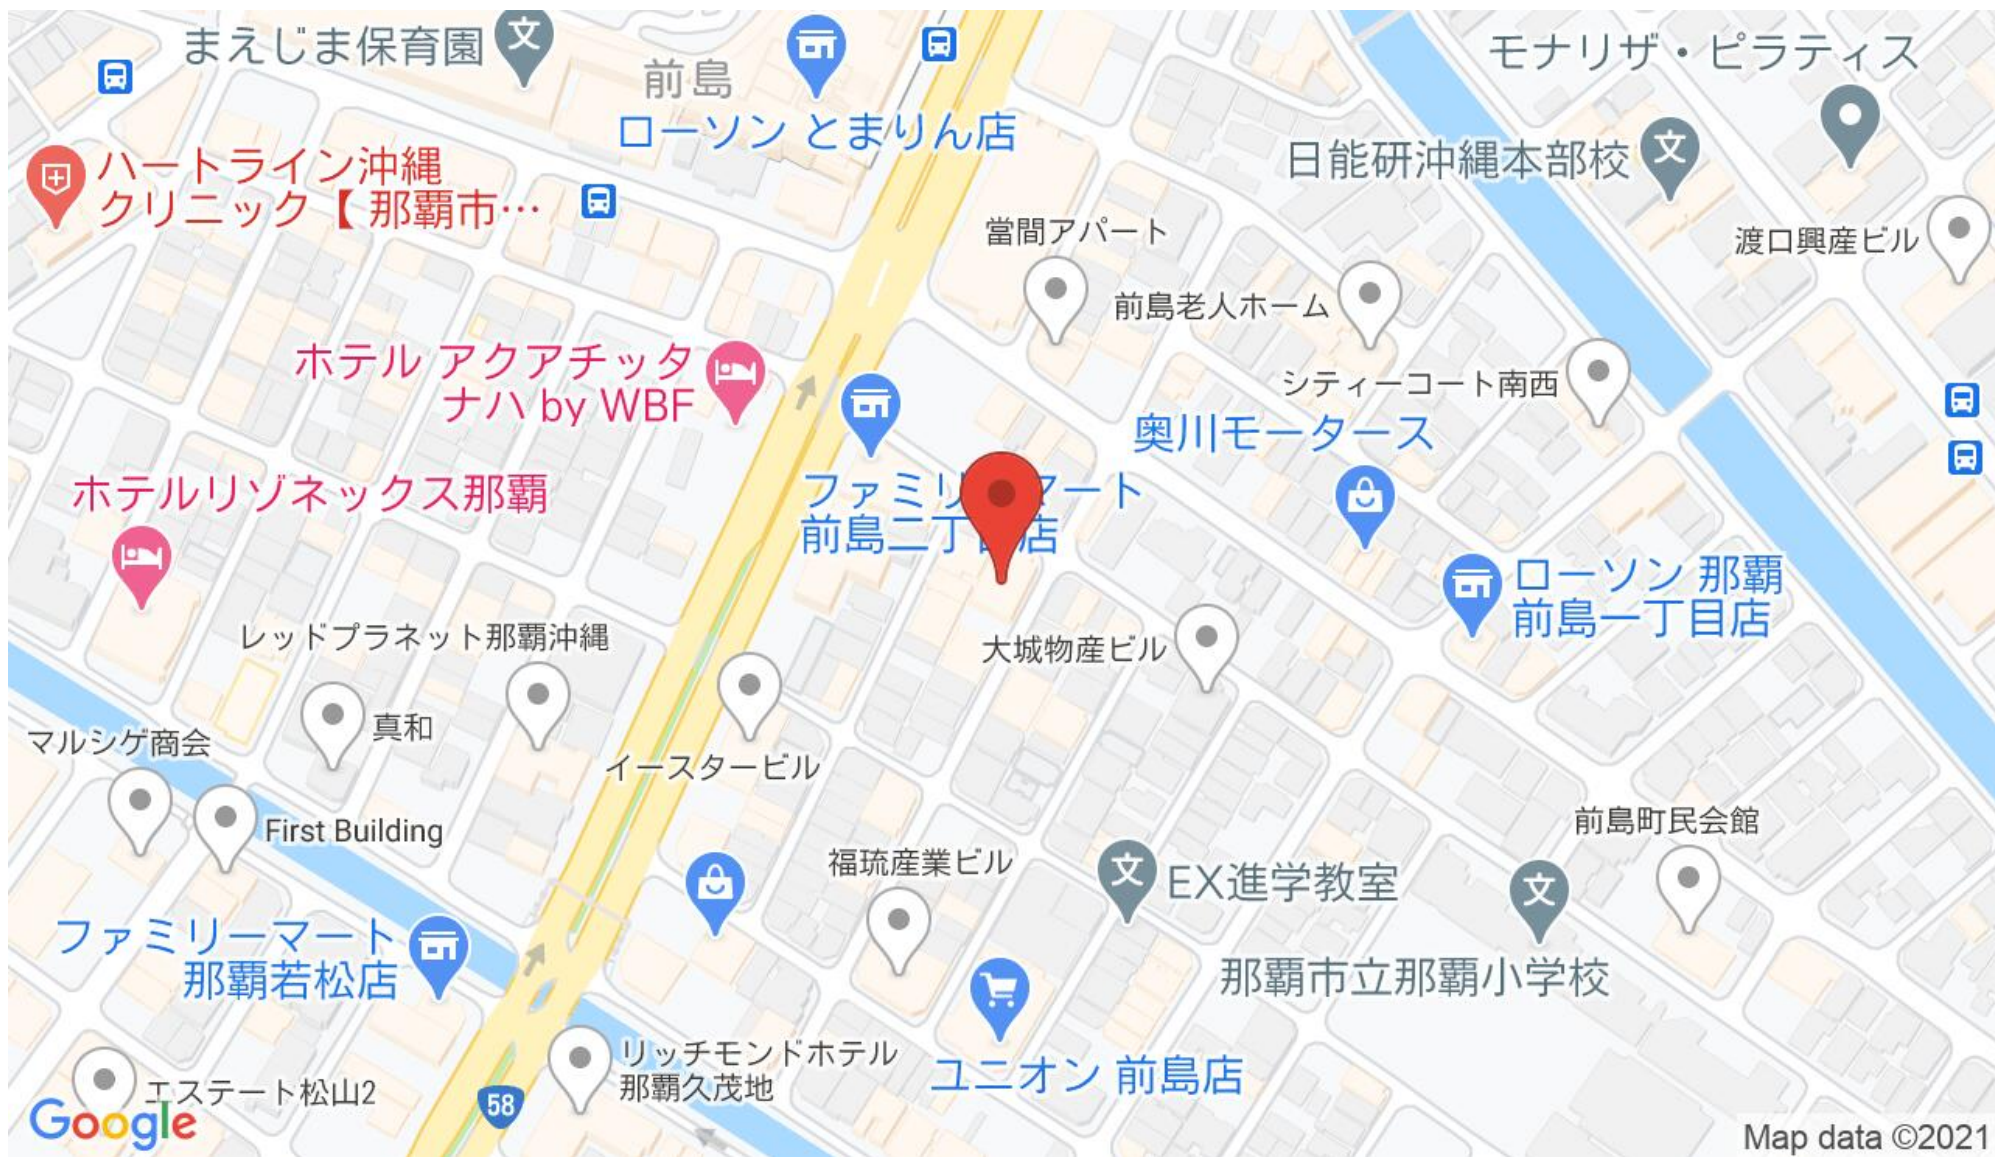 まえじま保育園
前島
ローソン とまりん店
モナリザ・ピラティス
日能研沖縄本部校
ハートライン沖縄
クリニック【 那覇市…
當間アパート
渡口興産ビル
前島老人ホーム
ホテル アクアチッタ
ナハ by WBF
シティーコート南西
奥川モータース
ホテルリゾネックス那覇
ファミリーマート
前島二丁目店
ローソン 那覇
前島一丁目店
レッドプラネット那覇沖縄
大城物産ビル
真和
マルシゲ商会
イースタービル
First Building
前島町民会館
福琉産業ビル
EX進学教室
ファミリーマート
那覇若松店
那覇市立那覇小学校
リッチモンドホテル
那覇久茂地
ユニオン 前島店
エステート松山2
58
Google
Map data ©2021